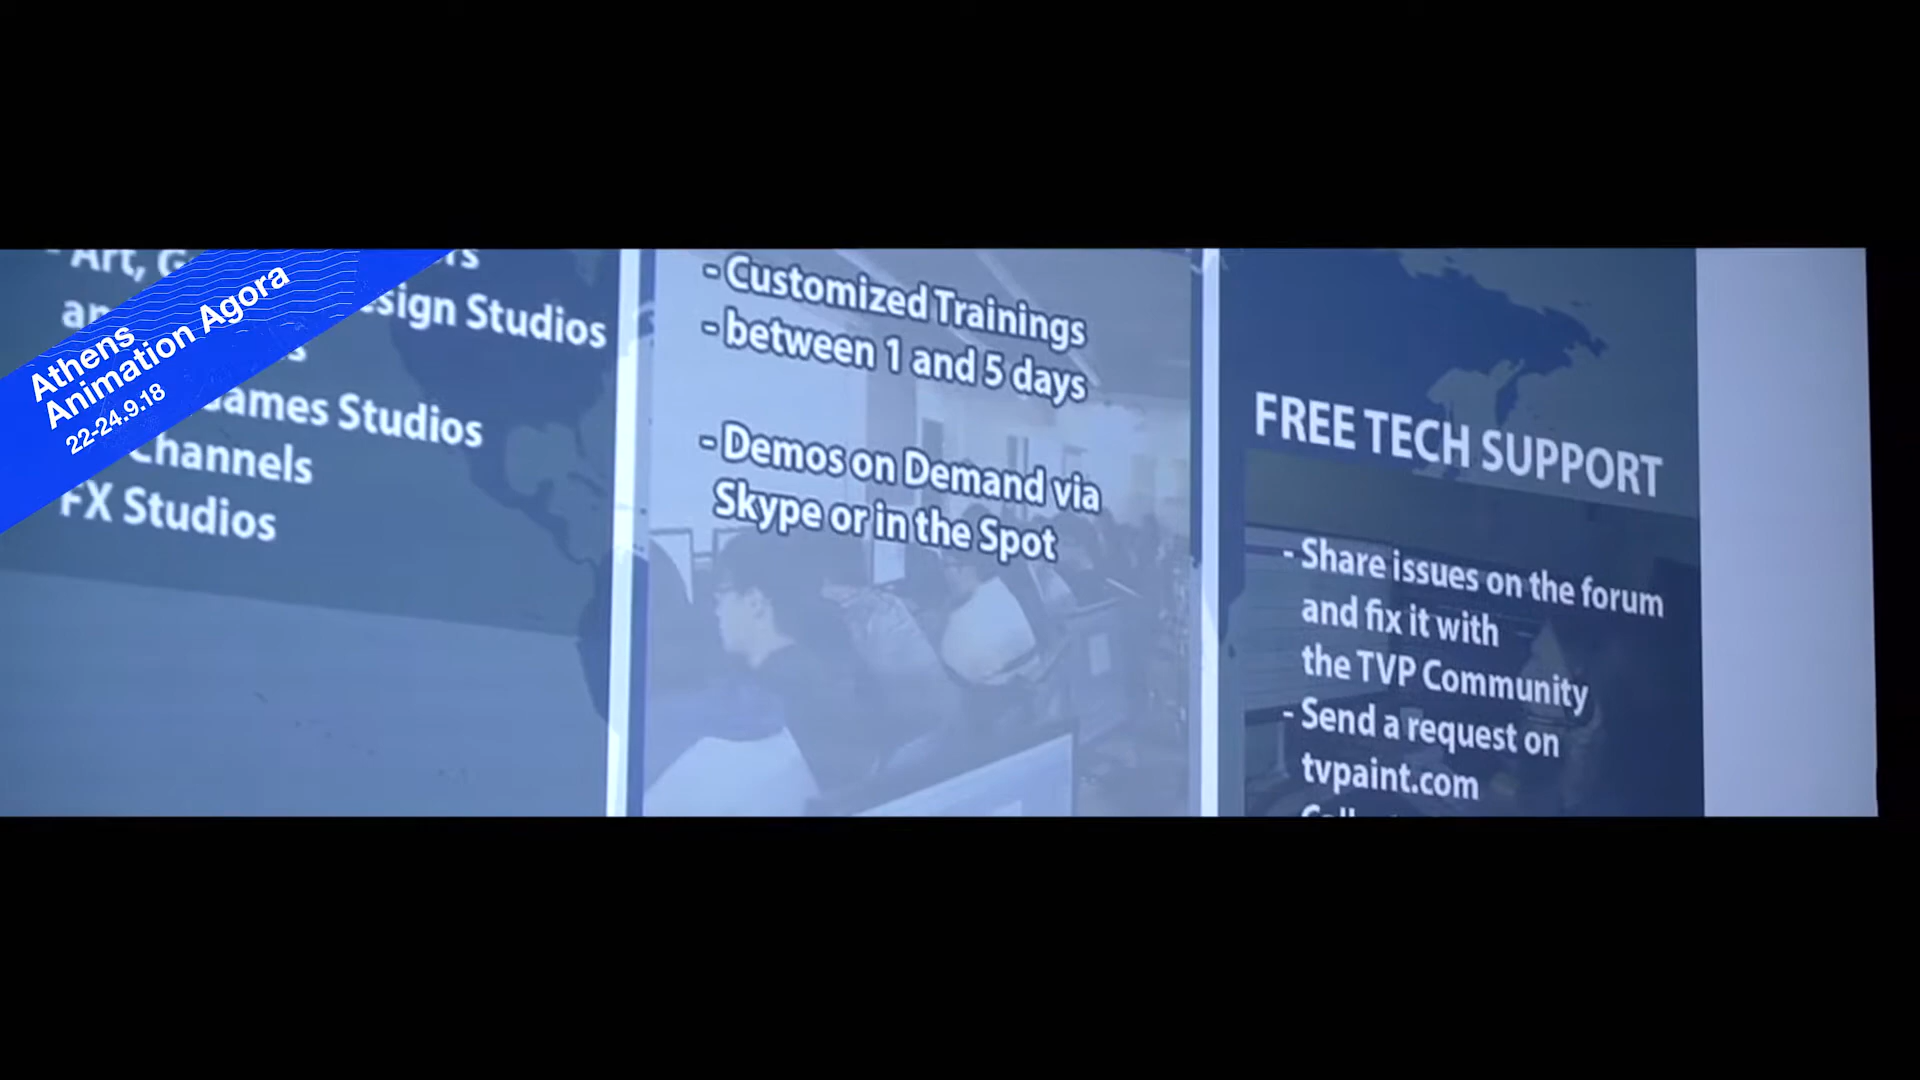 Athens
Animation Agora
22-24.9.18
- Art,
Studios
Studios
Channels
FX Studios
- Customized Trainings
- between 1 and 5 days
- Demos on Demand via
Skype or in the Spot
FREE TECH SUPPORT
- Share issues on the forum
and fix it with
the TVP Community
- Send a request on
tvpaint.com